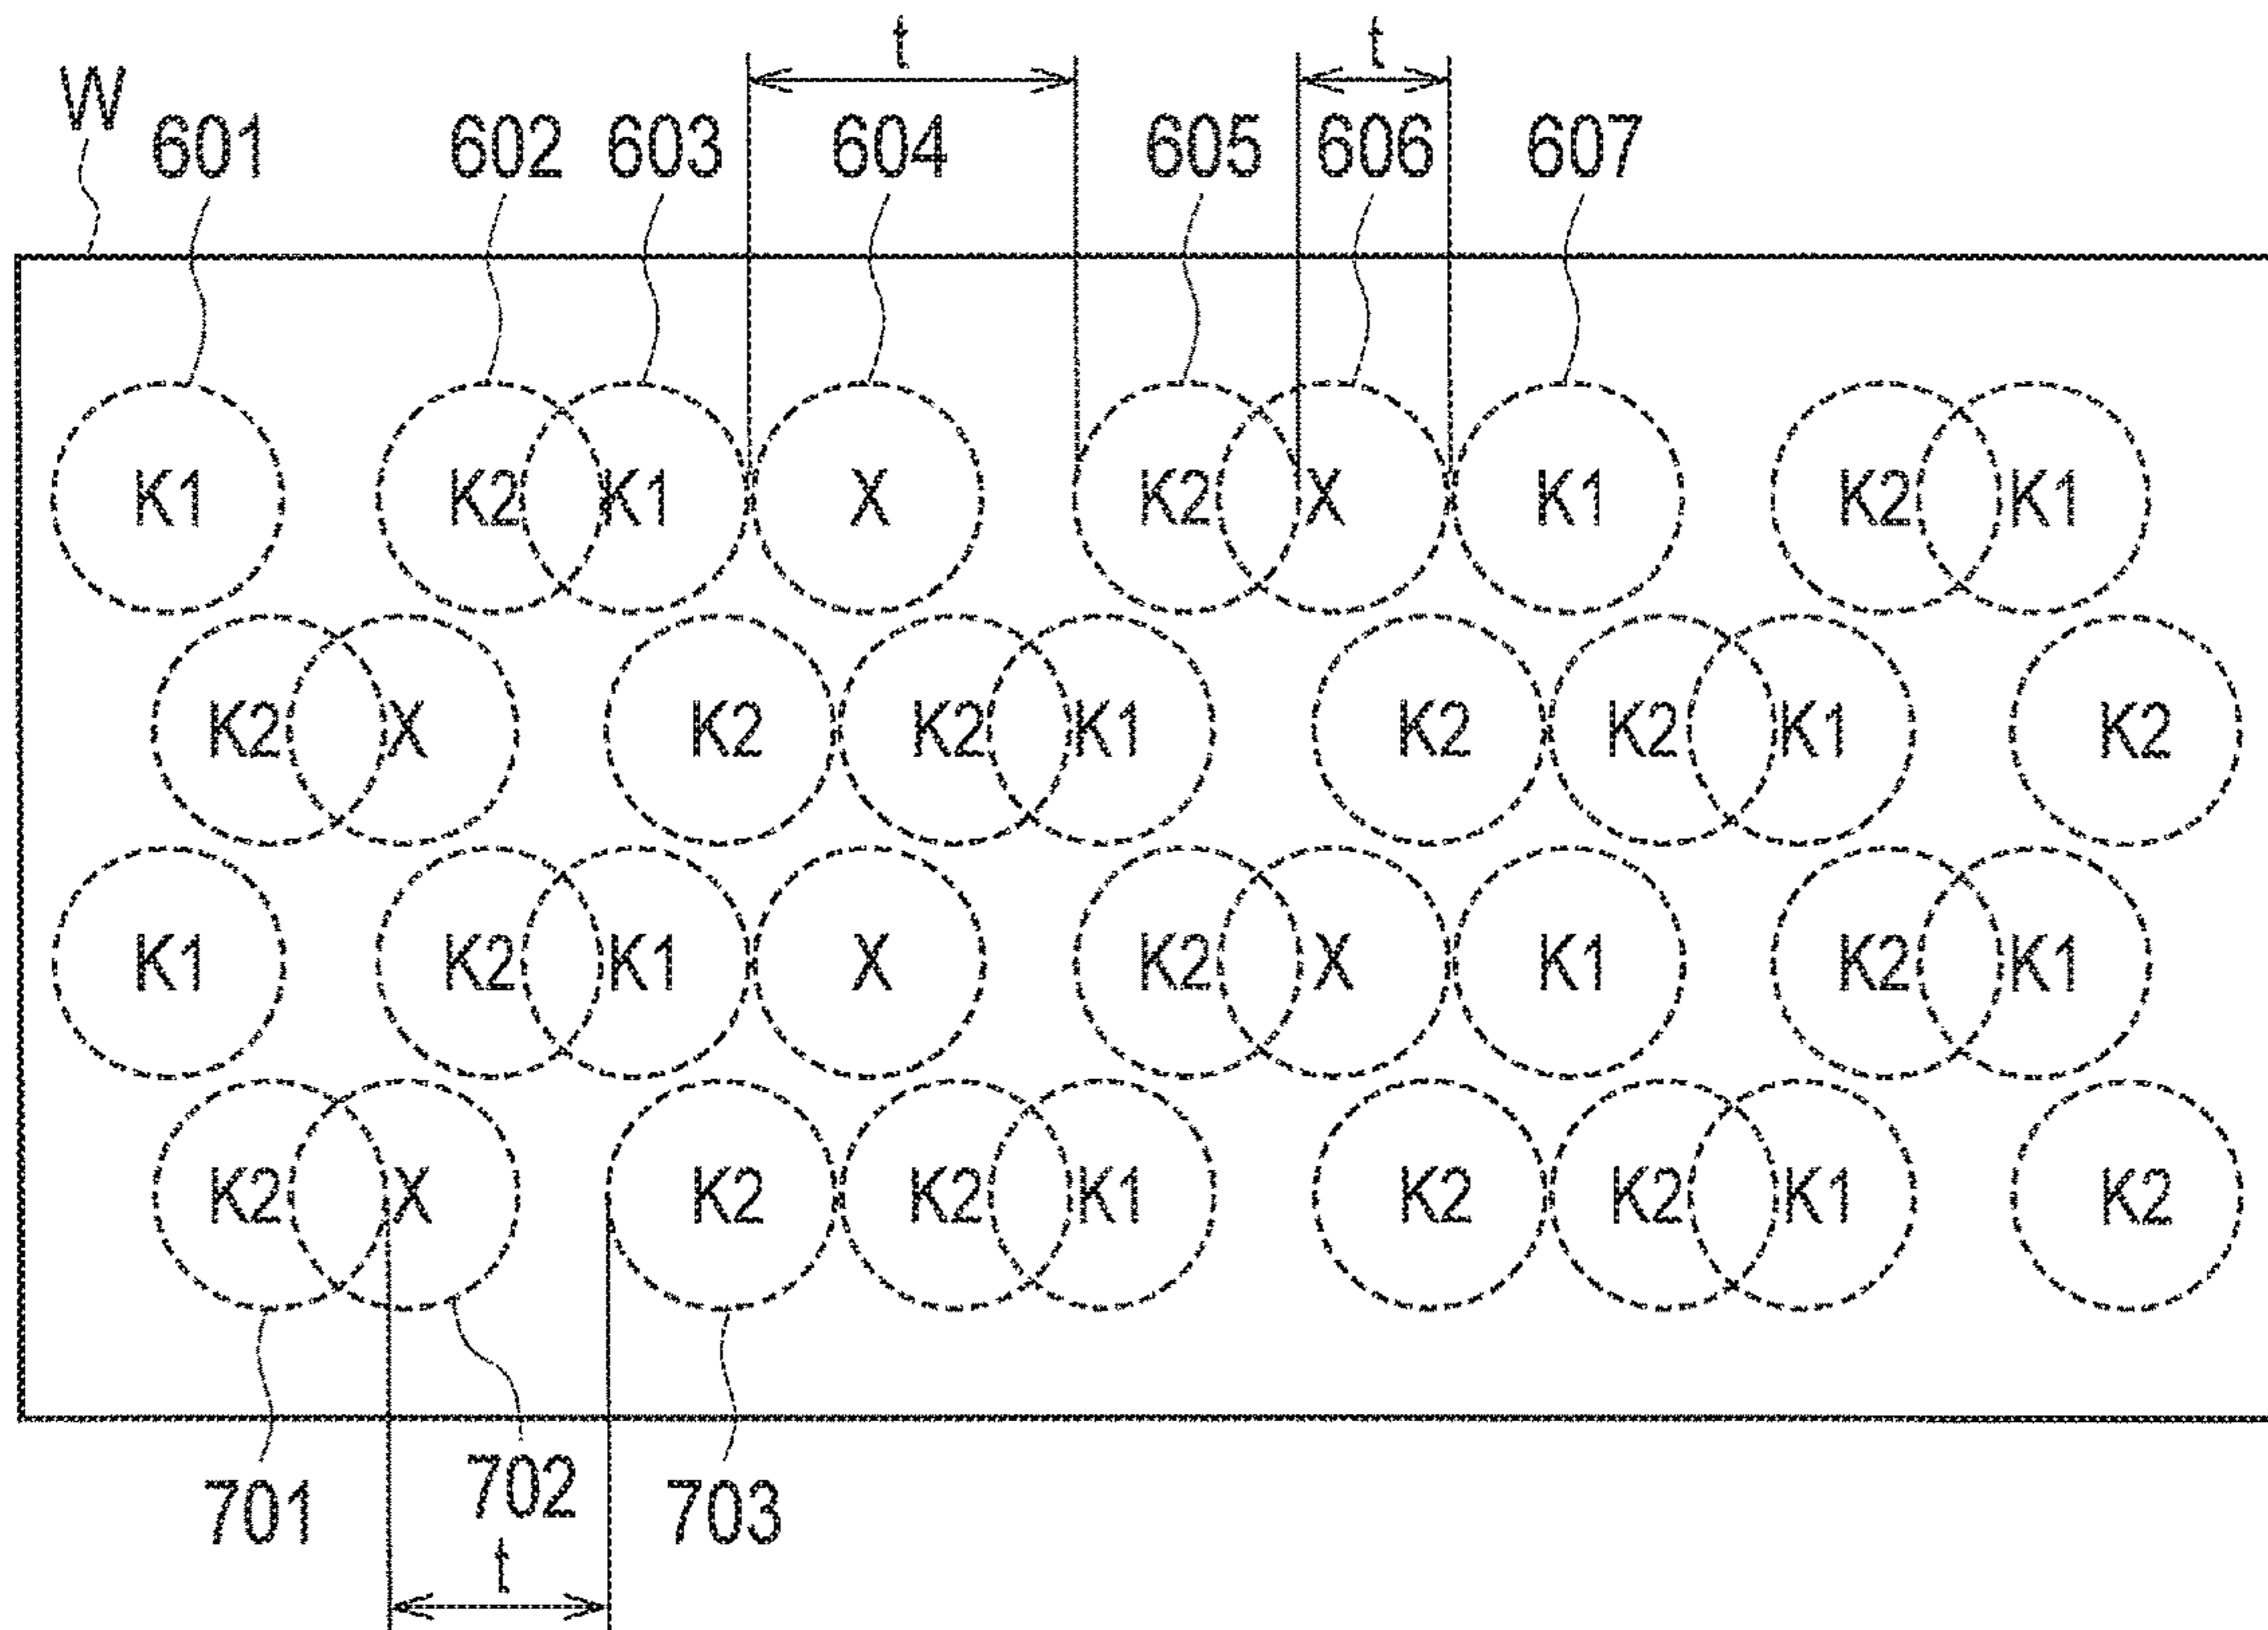 t t
W 601 602 603 604 605 606 607
K1 K2 K1 X K2 X K1 K2 K1
K2 X K2 K2 K1 K2 K2 K1 K2
K1 K2 K1 X K2 X K1 K2 K1
K2 X K2 K2 K1 K2 K2 K1 K2
701 702 703
t